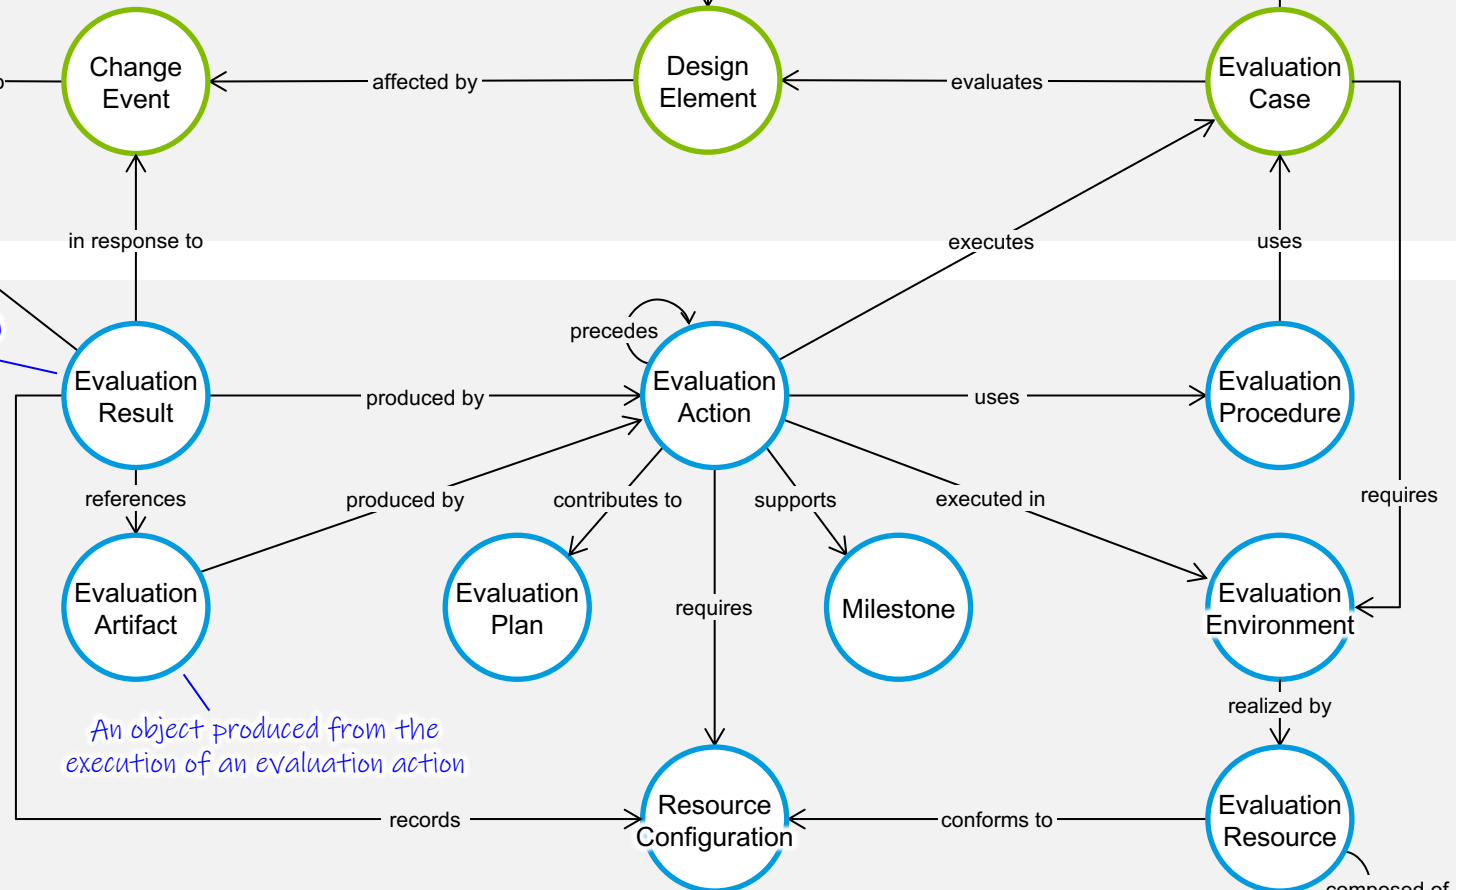 Change
Event
affected by
Design
Element
evaluates
Evaluation
Case
in response to
executes
uses
precedes
Evaluation
Result
produced by
Evaluation
Action
uses
Evaluation
Procedure
references
produced by
contributes to
supports
executed in
requires
Evaluation
Artifact
Evaluation
Plan
requires
Milestone
Evaluation
Environment
realized by
An object produced from the
execution of an evaluation action
records
Resource
Configuration
conforms to
Evaluation
Resource
composed of